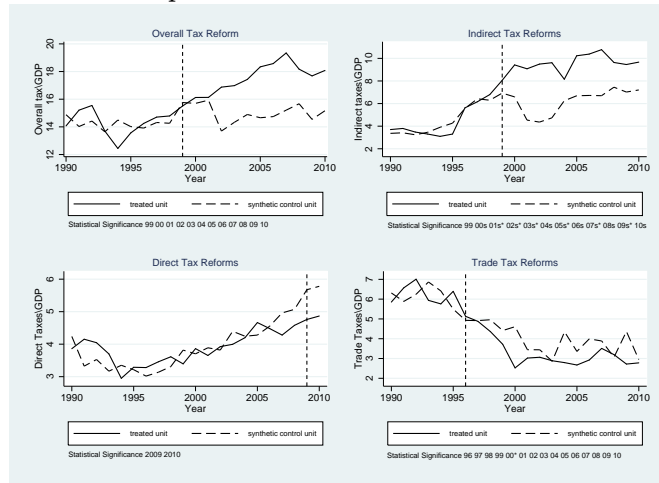 Overall Tax Reform
Overall tax\GDP
20
18
16
14
12
1990 1995 2000 2005 2010
Year
treated unit synthetic control unit
Statistical Significance 99 00 01 02 03 04 05 06 07 08 09 10
Indirect Tax Reforms
Indirect taxes\GDP
10
8
6
4
2
1990 1995 2000 2005 2010
Year
treated unit synthetic control unit
Statistical Significance 99 00s 01s* 02s* 03s* 04s 05s* 06s 07s* 08s 09s* 10s
Direct Tax Reforms
Direct Taxes\GDP
6
5
4
3
1990 1995 2000 2005 2010
Year
treated unit synthetic control unit
Statistical Significance 2009 2010
Trade Tax Reforms
Trade Taxes\GDP
7
6
5
4
3
2
1990 1995 2000 2005 2010
Year
treated unit synthetic control unit
Statistical Significance 96 97 98 99 00* 01 02 03 04 05 06 07 08 09 10